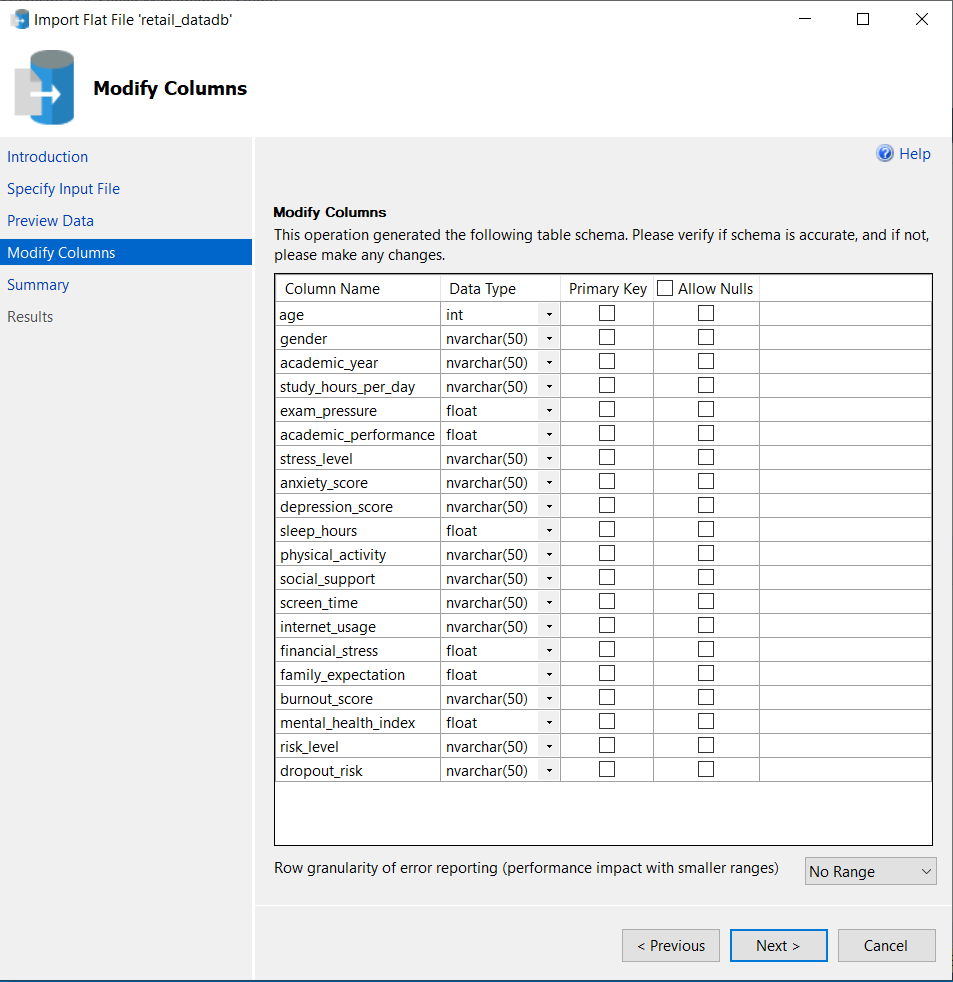 Import Flat File 'retail_datadb'
Modify Columns
Introduction
Specify Input File
Preview Data
Modify Columns
Summary
Results
Help
Modify Columns
This operation generated the following table schema. Please verify if schema is accurate, and if not,
please make any changes.
Column Name Data Type Primary Key Allow Nulls
age int
gender nvarchar(50)
academic_year nvarchar(50)
study_hours_per_day nvarchar(50)
exam_pressure float
academic_performance float
stress_level nvarchar(50)
anxiety_score nvarchar(50)
depression_score nvarchar(50)
sleep_hours float
physical_activity nvarchar(50)
social_support nvarchar(50)
screen_time nvarchar(50)
internet_usage nvarchar(50)
financial_stress float
family_expectation float
burnout_score nvarchar(50)
mental_health_index float
risk_level nvarchar(50)
dropout_risk nvarchar(50)
Row granularity of error reporting (performance impact with smaller ranges) No Range
< Previous Next > Cancel